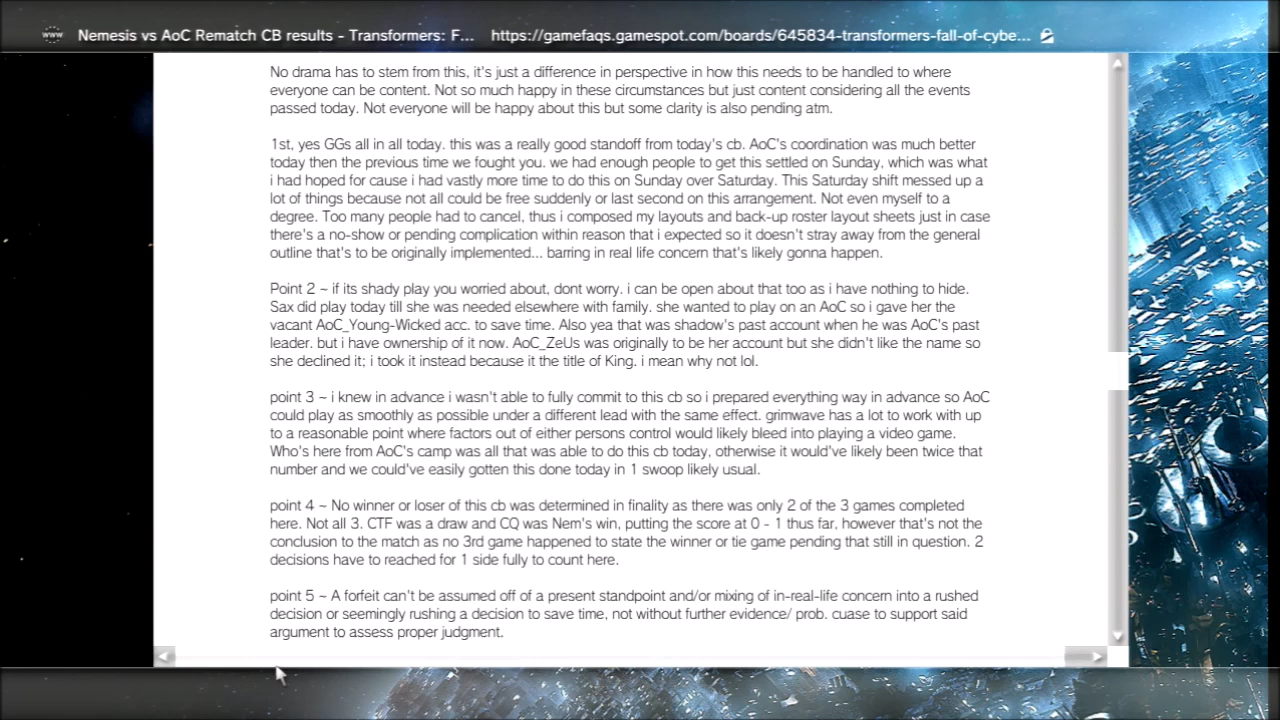 www Nemesis vs AoC Rematch CB results - Transformers: F... https://gamefaqs.gamespot.com/boards/645834-transformers-fall-of-cybe...
No drama has to stem from this, it's just a difference in perspective in how this needs to be handled to where
everyone can be content. Not so much happy in these circumstances but just content considering all the events
passed today. Not everyone will be happy about this but some clarity is also pending atm.
1st, yes GGs all in all today. this was a really good standoff from today's cb. AoC's coordination was much better
today then the previous time we fought you. we had enough people to get this settled on Sunday, which was what
i had hoped for cause i had vastly more time to do this on Sunday over Saturday. This Saturday shift messed up a
lot of things because not all could be free suddenly or last second on this arrangement. Not even myself to a
degree. Too many people had to cancel, thus i composed my layouts and back-up roster layout sheets just in case
there's a no-show or pending complication within reason that i expected so it doesn't stray away from the general
outline that's to be originally implemented... barring in real life concern that's likely gonna happen.
Point 2 ~ if its shady play you worried about, dont worry. i can be open about that too as i have nothing to hide.
Sax did play today till she was needed elsewhere with family. she wanted to play on an AoC so i gave her the
vacant AoC_Young-Wicked acc. to save time. Also yea that was shadow's past account when he was AoC's past
leader. but i have ownership of it now. AoC_ZeUs was originally to be her account but she didn't like the name so
she declined it; i took it instead because it the title of King. i mean why not lol.
point 3 ~ i knew in advance i wasn't able to fully commit to this cb so i prepared everything way in advance so AoC
could play as smoothly as possible under a different lead with the same effect. grimwave has a lot to work with up
to a reasonable point where factors out of either persons control would likely bleed into playing a video game.
Who's here from AoC's camp was all that was able to do this cb today, otherwise it would've likely been twice that
number and we could've easily gotten this done today in 1 swoop likely usual.
point 4 ~ No winner or loser of this cb was determined in finality as there was only 2 of the 3 games completed
here. Not all 3. CTF was a draw and CQ was Nem's win, putting the score at 0 - 1 thus far, however that's not the
conclusion to the match as no 3rd game happened to state the winner or tie game pending that still in question. 2
decisions have to reached for 1 side fully to count here.
point 5 ~ A forfeit can't be assumed off of a present standpoint and/or mixing of in-real-life concern into a rushed
decision or seemingly rushing a decision to save time, not without further evidence/ prob. cuase to support said
argument to assess proper judgment.